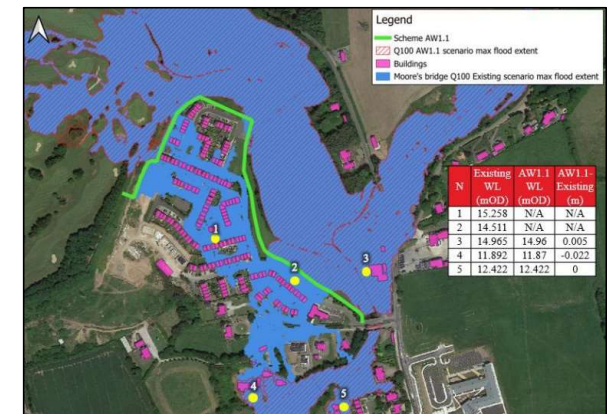 Legend
Scheme AW1.1
Q100 AW1.1 scenario max flood extent
Buildings
Moore's bridge Q100 Existing scenario max flood extent
N Existing WL (mOD) AW1.1 WL (mOD) AW1.1- Existing (m)
1 15.258 N/A N/A
2 14.511 N/A N/A
3 14.965 14.96 0.005
4 11.892 11.87 -0.022
5 12.422 12.422 0
1
2
3
4
5